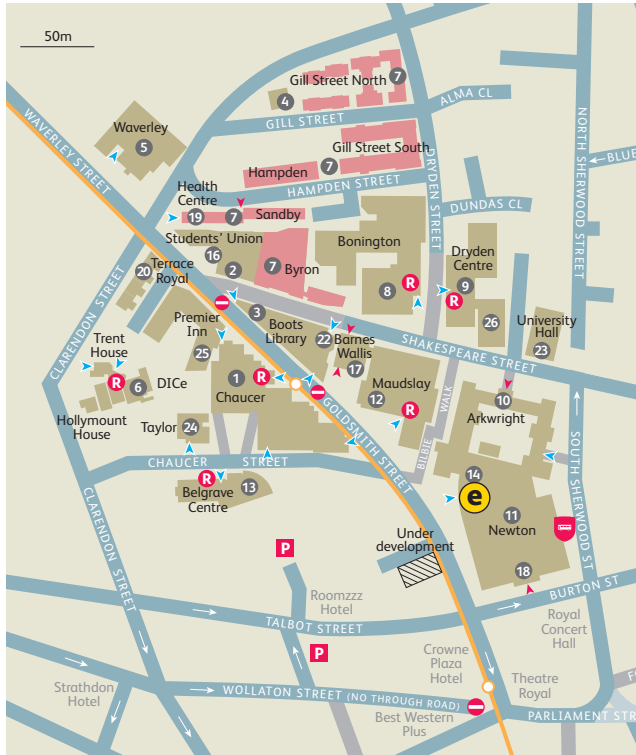 50m
Gill Street North
7
4
ALMA CL
GILL STREET
WAVERLEY STREET
Waverley
5
Gill Street South
7
DRYDEN STREET
NORTH SHERWOOD STREET
BLUE
Hampden
HAMPDEN STREET
Health
Centre
19
7
Sandby
DUNDAS CL
Students' Union
16
2
7
Byron
Bonington
8
R
Dryden
Centre
9
R
26
20
Terrace
Royal
CLARENDON STREET
3
Boots
Library
Premier
Inn
25
22
Barnes
Wallis
17
SHAKESPEARE STREET
University
Hall
23
Trent
House
R
6
DICe
Hollymount
House
1
R
Chaucer
Maudslay
12
R
BILBIE
WALK
10
Arkwright
GOLDSMITH STREET
Taylor
24
CHAUCER STREET
R
Belgrave
Centre
13
14
e
11
Newton
18
SOUTH SHERWOOD ST
CLARENDON STREET
Under
development
P
Roomzzz
Hotel
TALBOT STREET
BURTON ST
Royal
Concert
Hall
P
Crowne
Plaza
Hotel
Theatre
Royal
Strathdon
Hotel
WOLLATON STREET (NO THROUGH ROAD)
Best Western
Plus
PARLIAMENT STR